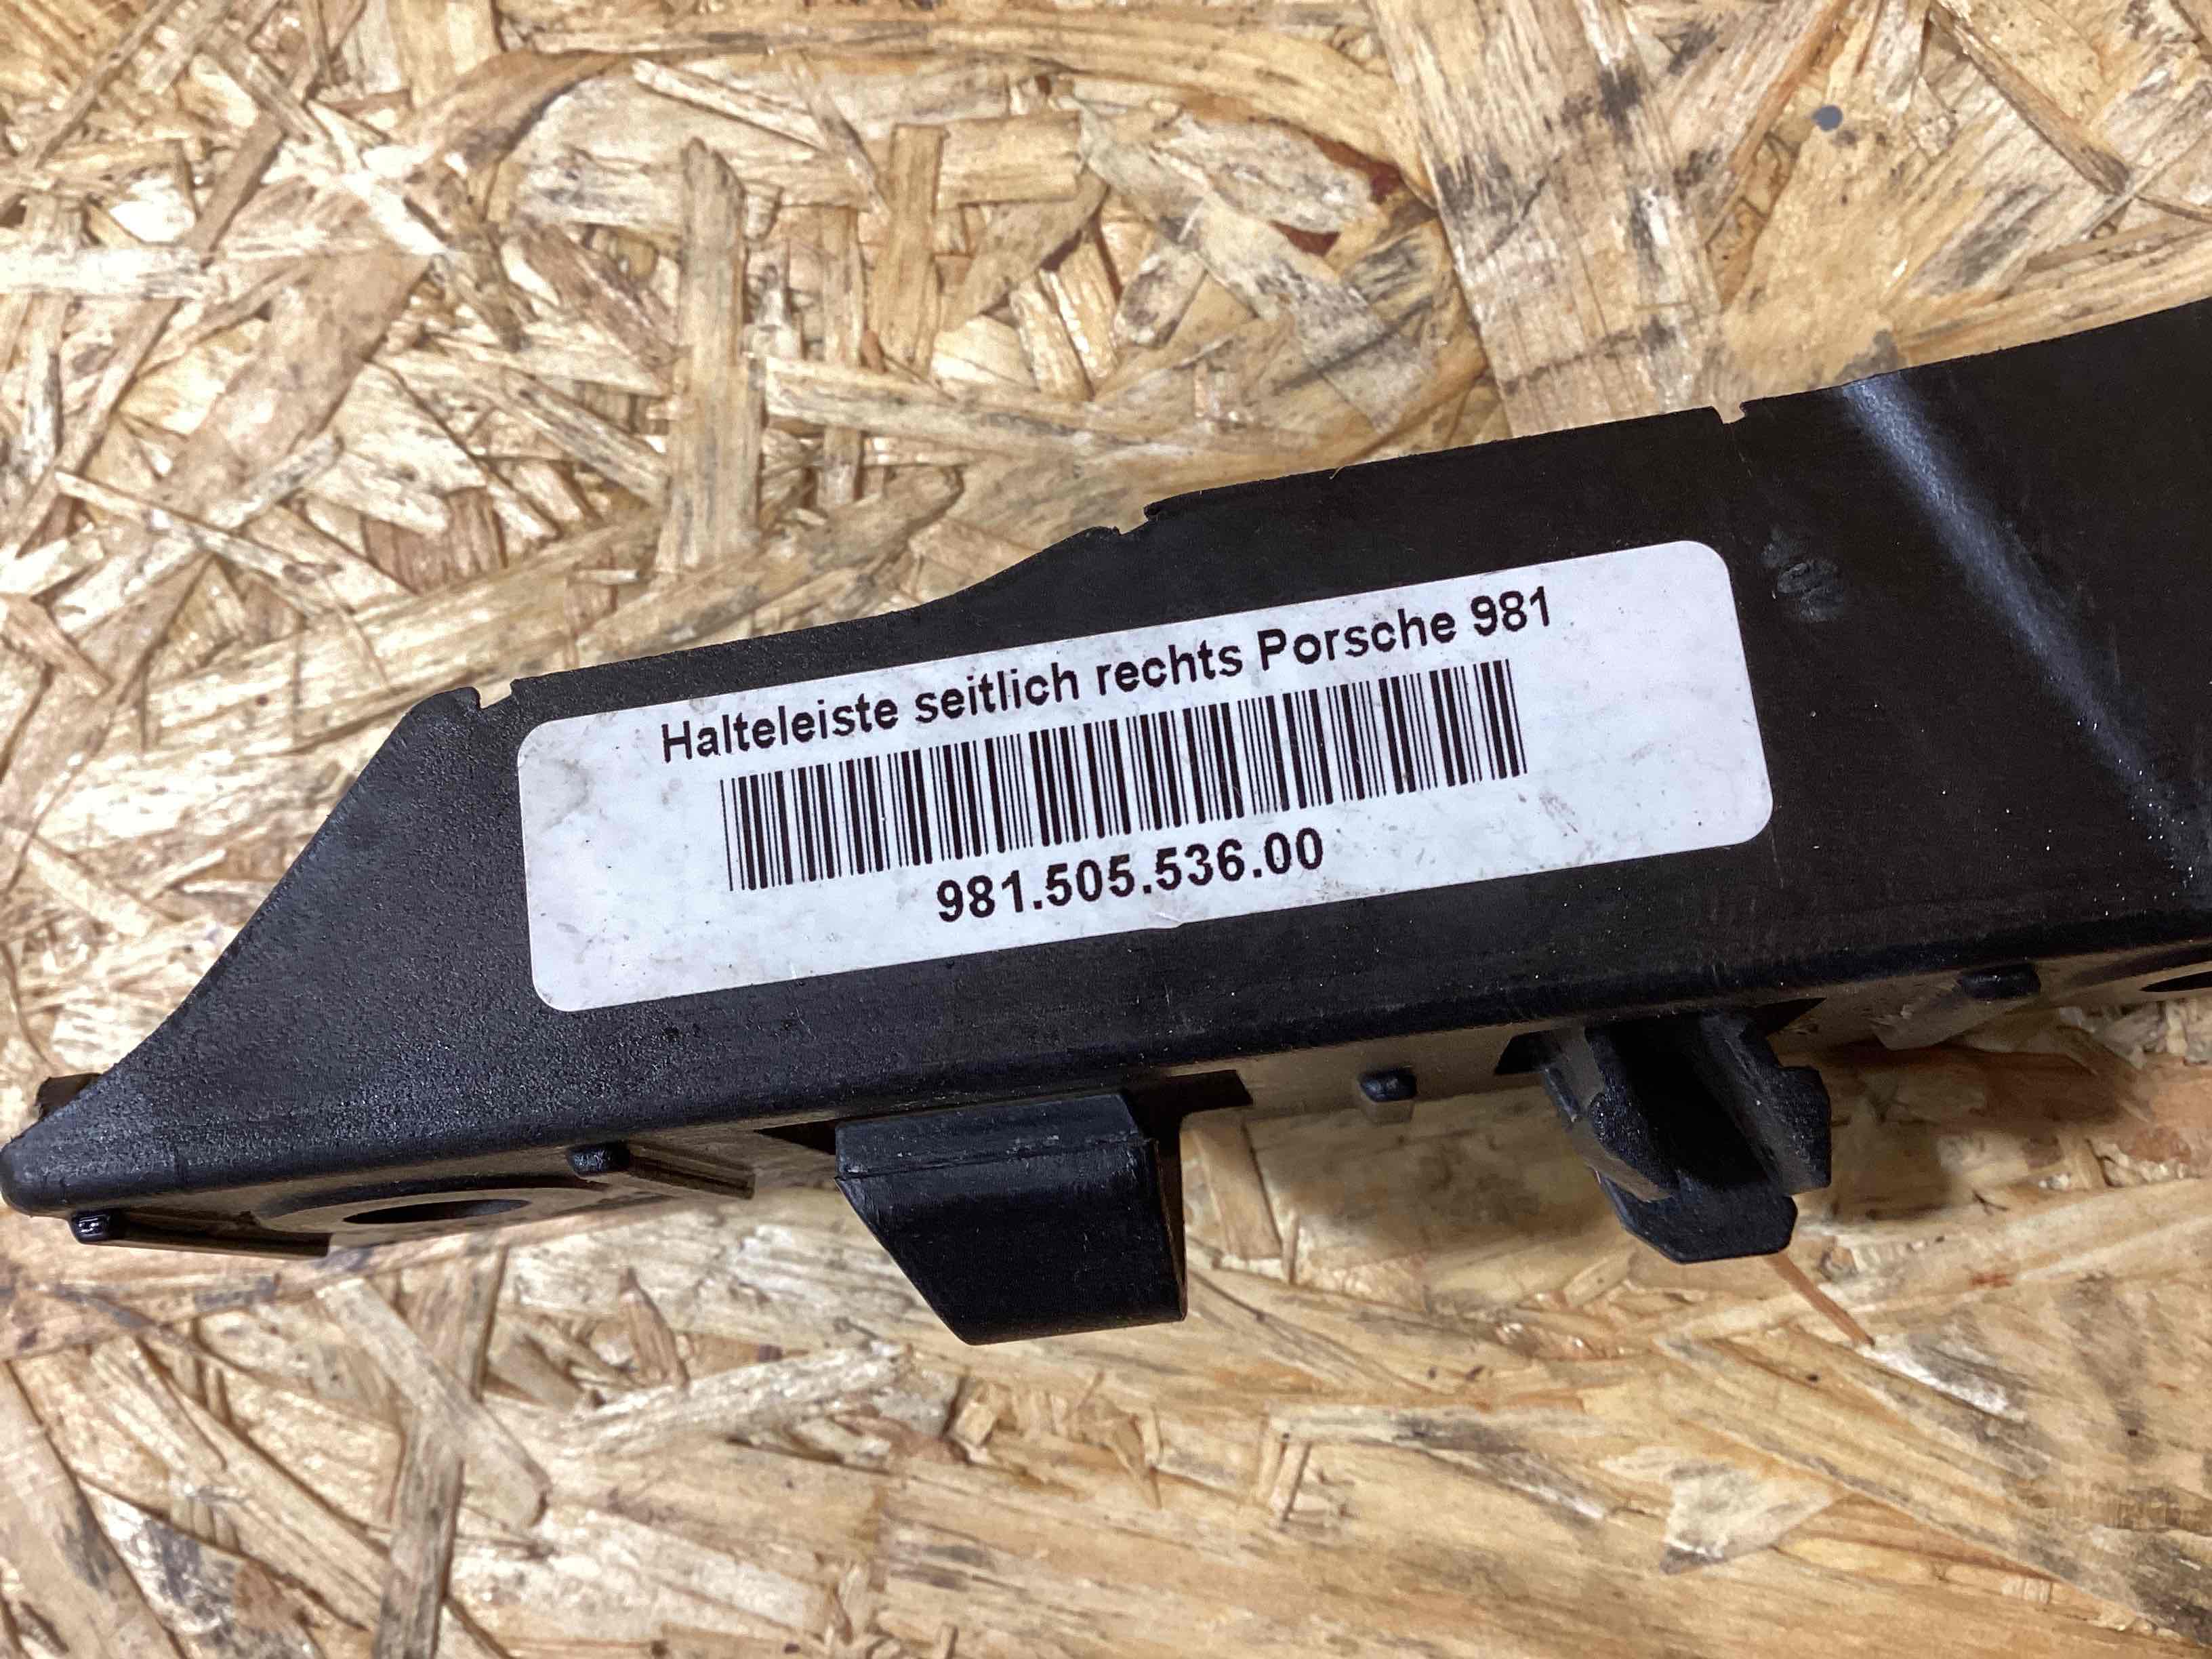 Halteleiste seitlich rechts Porsche 981
981.505.536.00